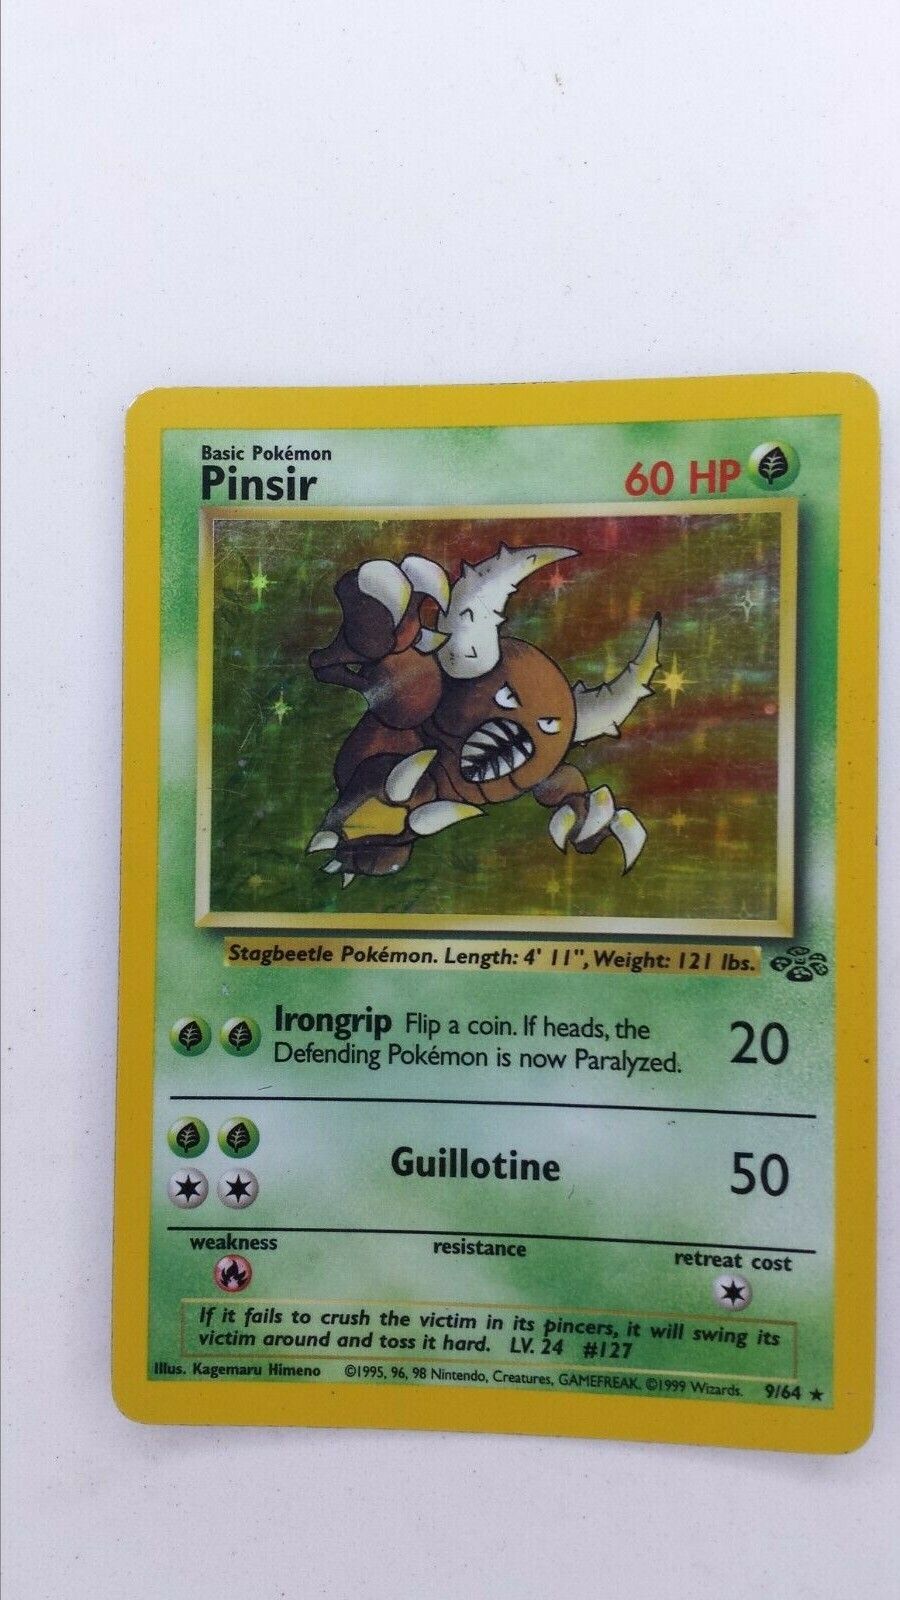 Basic Pokémon
Pinsir
60 HP
Stagbeetle Pokémon. Length: 4' 11", Weight: 121 lbs.
Irongrip Flip a coin. If heads, the
Defending Pokémon is now Paralyzed.
20
Guillotine
50
weakness
resistance
retreat cost
If it fails to crush the victim in its pincers, it will swing its
victim around and toss it hard. LV. 24 #127
Illus. Kagemaru Himeno ©1995, 96, 98 Nintendo, Creatures, GAMEFREAK. ©1999 Wizards. 9/64 ★